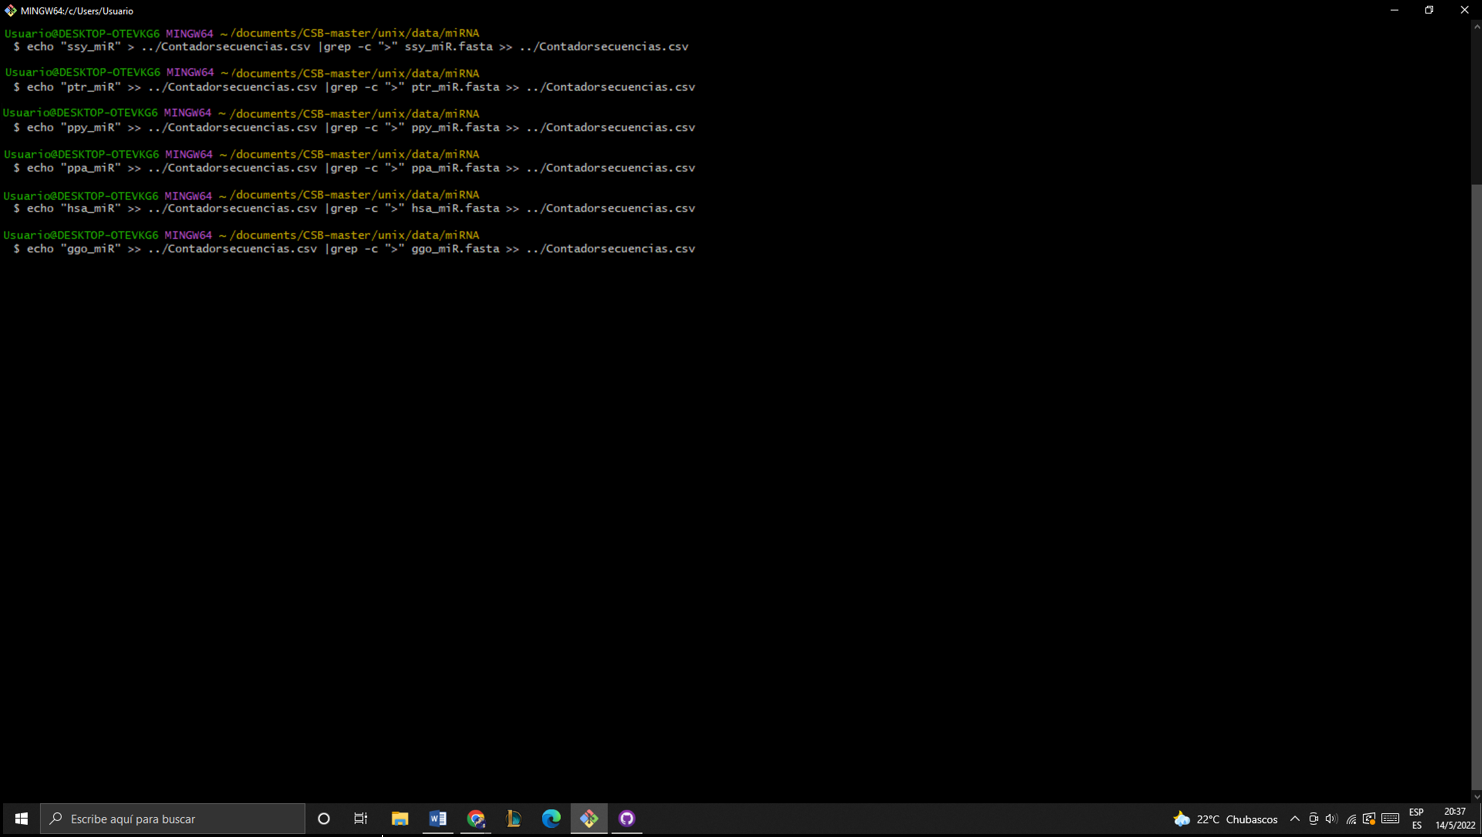 MINGW64:/c/Users/Usuario
Usuario@DESKTOP-OTEVKG6 MINGW64 ~/documents/CSB-master/unix/data/miRNA
$ echo "ssy_miR" > ../Contadorsecuencias.csv |grep -c ">" ssy_miR.fasta >> ../Contadorsecuencias.csv
Usuario@DESKTOP-OTEVKG6 MINGW64 ~/documents/CSB-master/unix/data/miRNA
$ echo "ptr_miR" >> ../Contadorsecuencias.csv |grep -c ">" ptr_miR.fasta >> ../Contadorsecuencias.csv
Usuario@DESKTOP-OTEVKG6 MINGW64 ~/documents/CSB-master/unix/data/miRNA
$ echo "ppy_miR" >> ../Contadorsecuencias.csv |grep -c ">" ppy_miR.fasta >> ../Contadorsecuencias.csv
Usuario@DESKTOP-OTEVKG6 MINGW64 ~/documents/CSB-master/unix/data/miRNA
$ echo "ppa_miR" >> ../Contadorsecuencias.csv |grep -c ">" ppa_miR.fasta >> ../Contadorsecuencias.csv
Usuario@DESKTOP-OTEVKG6 MINGW64 ~/documents/CSB-master/unix/data/miRNA
$ echo "hsa_miR" >> ../Contadorsecuencias.csv |grep -c ">" hsa_miR.fasta >> ../Contadorsecuencias.csv
Usuario@DESKTOP-OTEVKG6 MINGW64 ~/documents/CSB-master/unix/data/miRNA
$ echo "ggo_miR" >> ../Contadorsecuencias.csv |grep -c ">" ggo_miR.fasta >> ../Contadorsecuencias.csv
Escribe aquí para buscar
22°C Chubascos
ESP
ES
20:37
14/5/2022